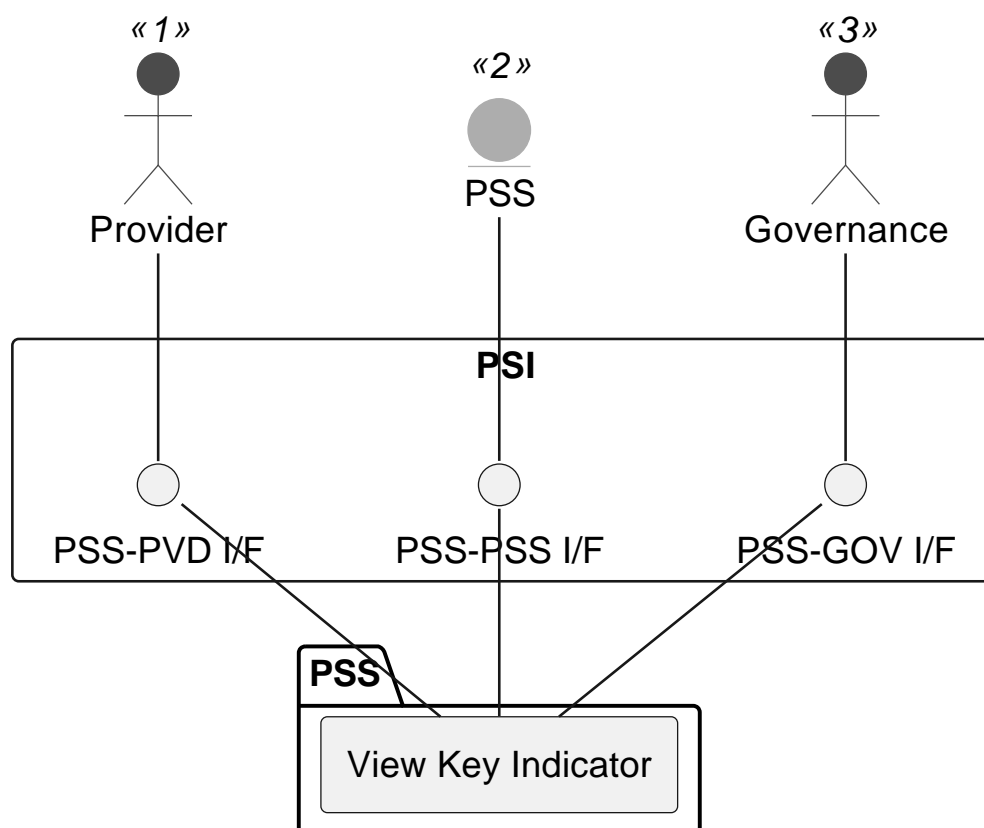 «1»
«2»
«3»
Provider
PSS
Governance
PSI
PSS-PVD I/F
PSS-PSS I/F
PSS-GOV I/F
PSS
View Key Indicator